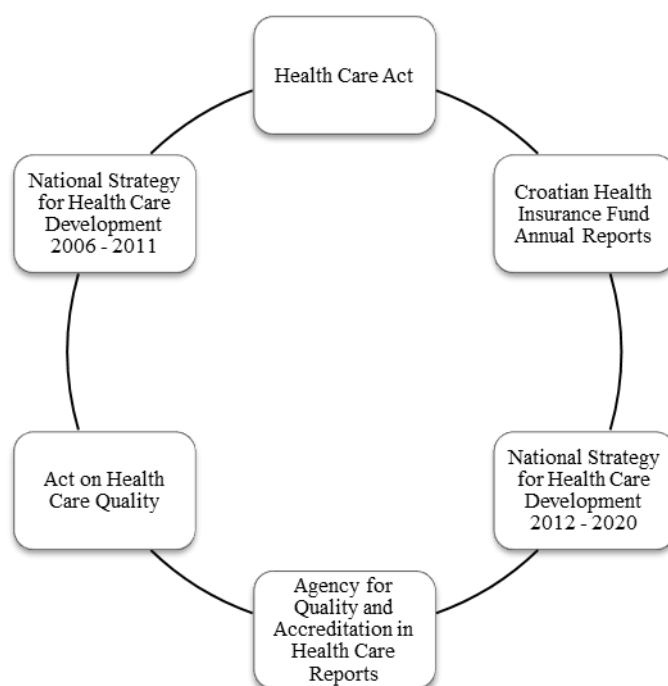 Health Care Act
National Strategy
for Health Care
Development
2006 - 2011
Croatian Health
Insurance Fund
Annual Reports
Act on Health
Care Quality
National Strategy
for Health Care
Development
2012 - 2020
Agency for
Quality and
Accreditation in
Health Care
Reports